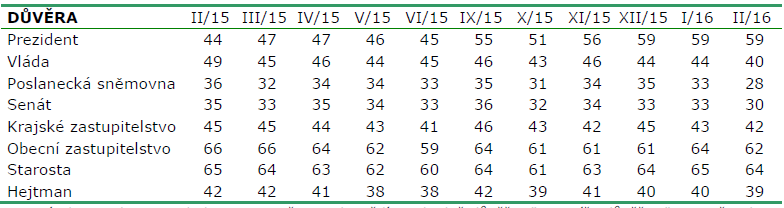 DŮVĚRA II/15 III/15 IV/15 V/15 VI/15 IX/15 X/15 XI/15 XII/15 I/16 II/16
Prezident 44 47 47 46 45 55 51 56 59 59 59
Vláda 49 45 46 44 45 46 43 46 44 44 40
Poslanecká sněmovna 36 32 34 34 33 35 31 34 35 33 28
Senát 35 33 35 34 33 36 32 34 33 33 30
Krajské zastupitelstvo 45 45 44 43 41 46 43 42 45 43 42
Obecní zastupitelstvo 66 66 64 62 59 64 61 61 61 64 62
Starosta 65 64 63 62 60 64 61 63 64 65 64
Hejtman 42 42 41 38 38 42 39 41 40 40 39